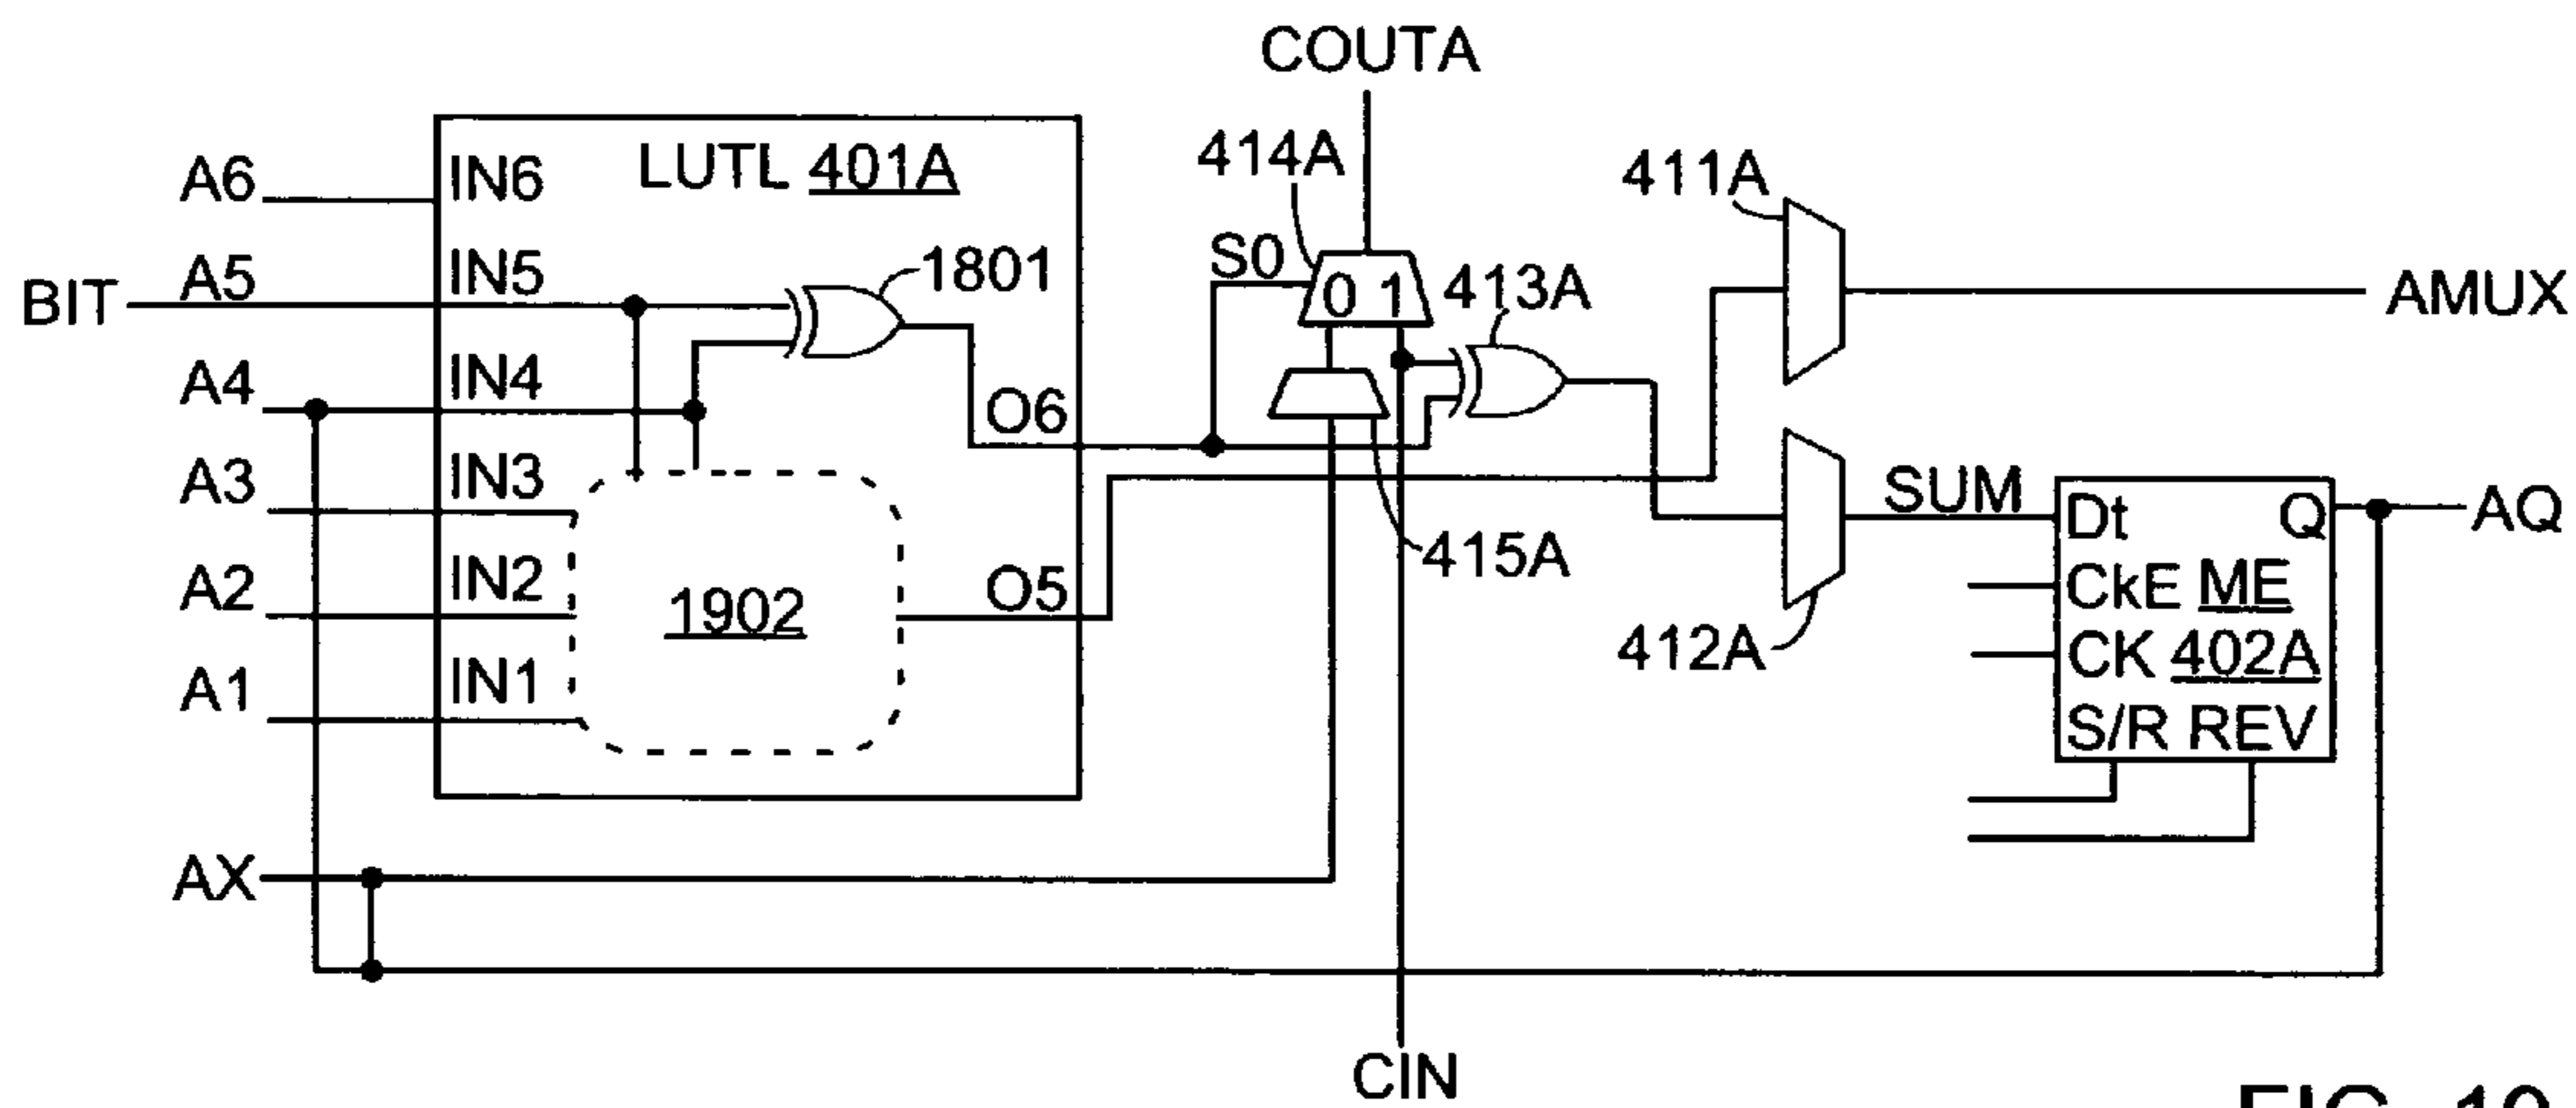 COUTA
414A
411A
A6
IN6
LUTL 401A
BIT
A5
IN5
1801
S0
0 1
413A
AMUX
A4
IN4
O6
A3
IN3
SUM
Dt
Q
AQ
A2
IN2
1902
O5
415A
CkE ME
412A
CK 402A
A1
IN1
S/R REV
AX
CIN